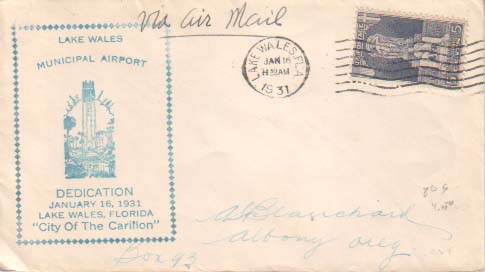 Via Air Mail
LAKE WALES
MUNICIPAL AIRPORT
DEDICATION
JANUARY 16, 1931
LAKE WALES, FLORIDA
"City Of The Carillon"
LAKE WALES, FLA.
JAN 16
1931
5
A. Blanchard
Albany Oreg
Box 93